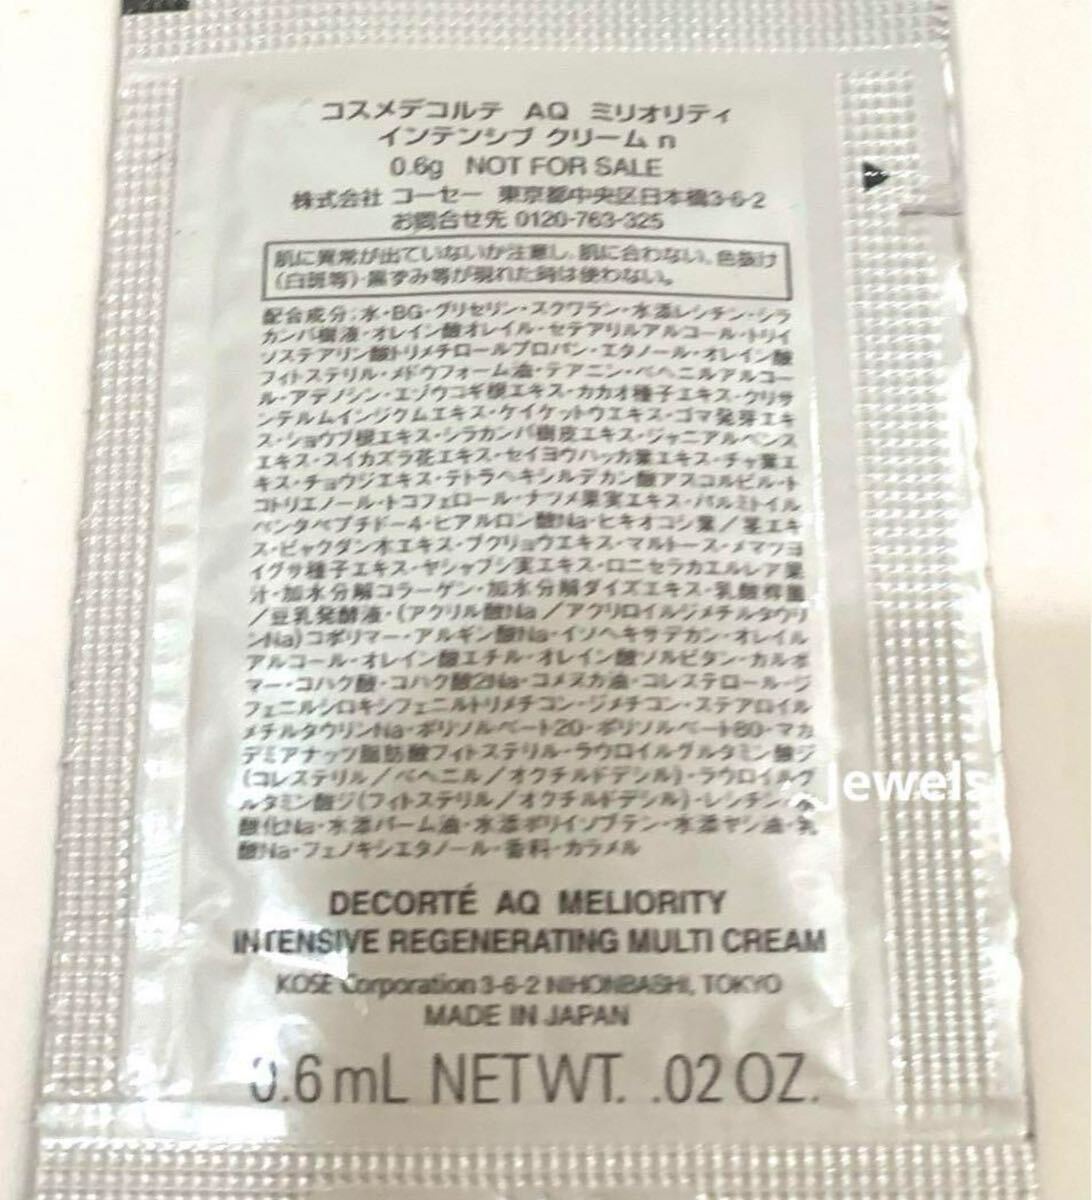 コスメデコルテ AQ ミリオリティ
インテンシブ クリーム n
0.6g NOT FOR SALE
株式会社 コーセー 東京都中央区日本橋3-6-2
お問合せ先 0120-763-325
肌に異常が出ていないか注意し、肌に合わない、色抜け
(白斑等)・黒ずみ等が現れた時は使わない。
配合成分:水・BG・グリセリン・スクワラン・水添レシチン・シラ
カンバ樹液・オレイン酸オレイル・セテアリルアルコール・トリイ
ソステアリン酸トリメチロールプロパン・エタノール・オレイン酸
フィトステリル・メドウフォーム油・テアニン・ベヘニルアルコー
ル・アデノシン・エゾウコギ根エキス・カカオ種子エキス・クリサ
ンテルムインジクムエキス・ケイケットウエキス・ゴマ発芽エキ
ス・ショウブ根エキス・シラカンバ樹皮エキス・ジャニアルベンス
エキス・スイカズラ花エキス・セイヨウハッカ葉エキス・チャ葉エ
キス・チョウジエキス・テトラヘキシルデカン酸アスコルビル・ト
コトリエノール・トコフェロール・ナツメ果実エキス・パルミトイル
ペンタペプチド-4・ヒアルロン酸Na・ヒキオコシ葉/茎エキ
ス・ビャクダン木エキス・ブクリョウエキス・マルトース・メマツヨ
イグサ種子エキス・ヤシャブシ実エキス・ロニセラカエルレア果
汁・加水分解コラーゲン・加水分解ダイズエキス・乳酸桿菌
/豆乳発酵液・(アクリル酸Na/アクリロイルジメチルタウリ
ンNa)コポリマー・アルギン酸Na・イソヘキサデカン・オレイル
アルコール・オレイン酸エチル・オレイン酸ソルビタン・カルボ
マー・コハク酸・コハク酸2Na・コメヌカ油・コレステロール・ジ
フェニルシロキシフェニルトリメチコン・ジメチコン・ステアロイル
メチルタウリンNa・ポリソルベート20・ポリソルベート80・マカ
デミアナッツ脂肪酸フィトステリル・ラウロイルグルタミン酸ジ
(コレステリル/ベヘニル/オクチルドデシル)・ラウロイルグ
ルタミン酸ジ(フィトステリル/オクチルドデシル)・レシチン・
酸化Na・水添パーム油・水添ポリイソブテン・水添ヤシ油・乳
酸Na・フェノキシエタノール・香料・カラメル
Jewels
DECORTÉ AQ MELIORITY
INTENSIVE REGENERATING MULTI CREAM
KOSÉ Corporation 3-6-2 NIHONBASHI, TOKYO
MADE IN JAPAN
0.6 mL NET WT. .02 OZ.